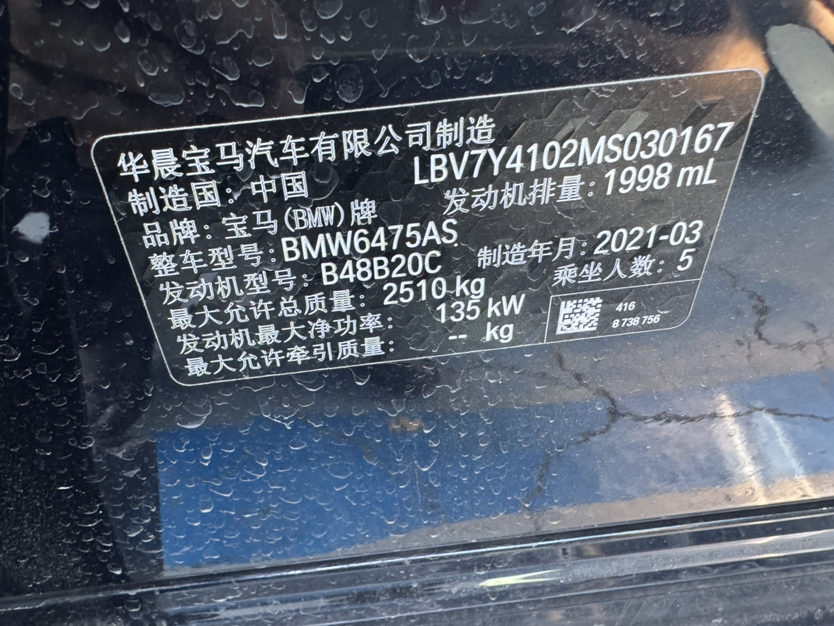 华晨宝马汽车有限公司制造
LBV7Y4102MS030167
制造国：中国
发动机排量：1998 mL
品牌：宝马(BMW)牌
整车型号：BMW6475AS
制造年月：2021-03
发动机型号：B48B20C
乘坐人数：5
最大允许总质量：2510 kg
发动机最大净功率：135 kW
最大允许牵引质量：-- kg
416
8 738 756